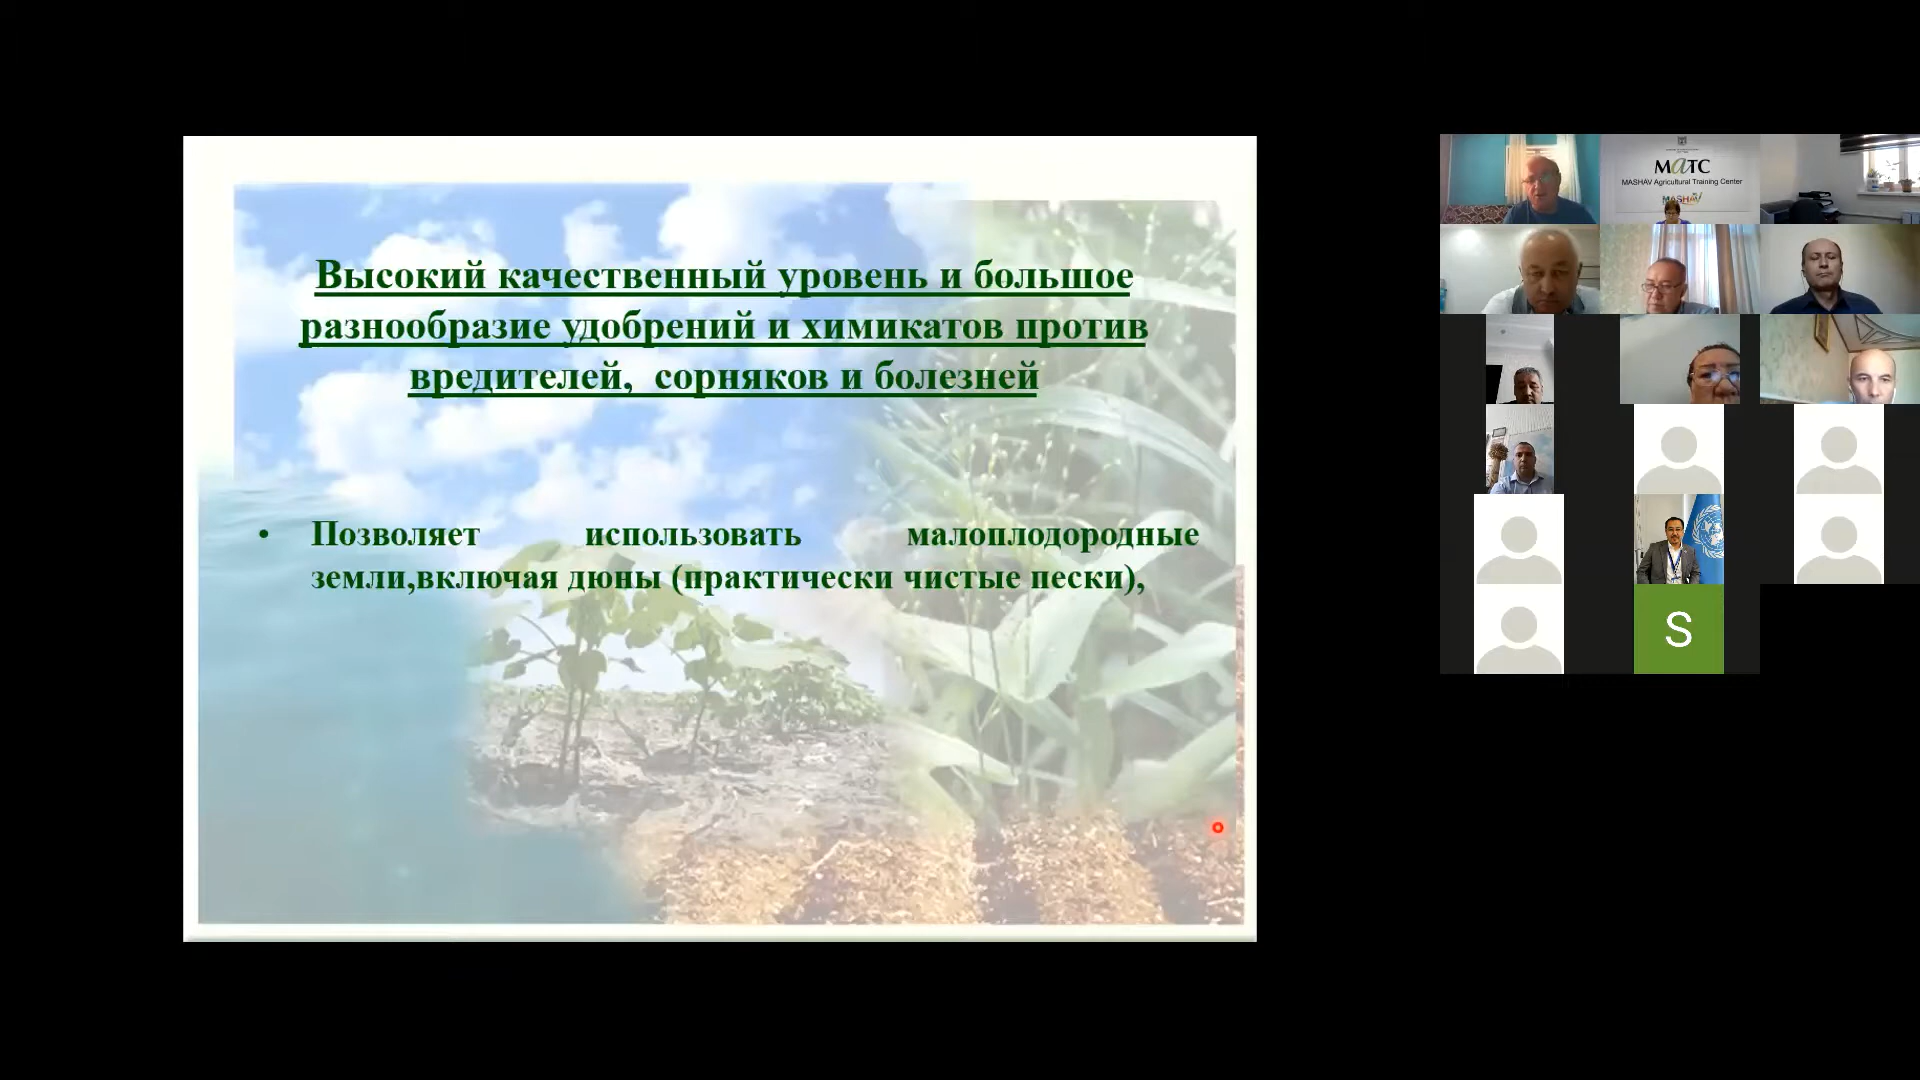 Высокий качественный уровень и большое
разнообразие удобрений и химикатов против
вредителей,  сорняков и болезней
• Позволяет использовать малоплодородные
земли,включая дюны (практически чистые пески),
MATC
MASHAV Agricultural Training Center
MASHAV
S